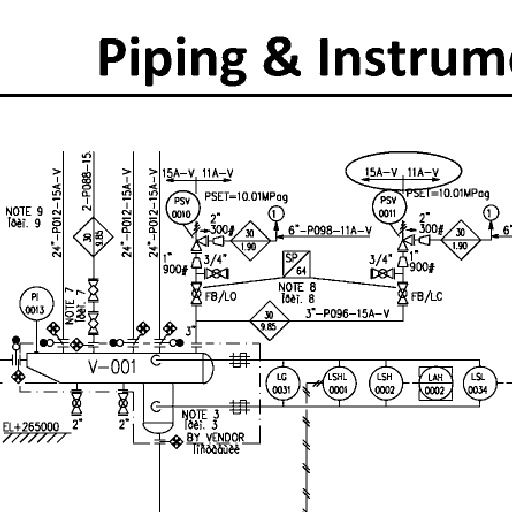 Piping & Instrume
15A-V 11A-V
15A-V 11A-V
PSV 0010
PSET=10.01MPag
PSV 0011
PSET=10.01MPag
2"
300#
1
2"
300#
1
24"-P012-15A-V
2-P088-15
24"-P012-15A-V
24"-P012-15A-V
NOTE 9
30 9.85
30 1.90
6"-P098-11A-V
30 1.90
6"
1"
900#
3/4"
SP 64
3/4"
1"
900#
NOTE 8
FB/LO
FB/LC
PI 0013
NOTE 7
3"-P096-15A-V
30 9.85
3"
V-001
LG 0031
LSHL 0001
LSH 0002
LAH 0002
LSL 0034
2"
2"
EL+265000
NOTE 3
BY VENDOR